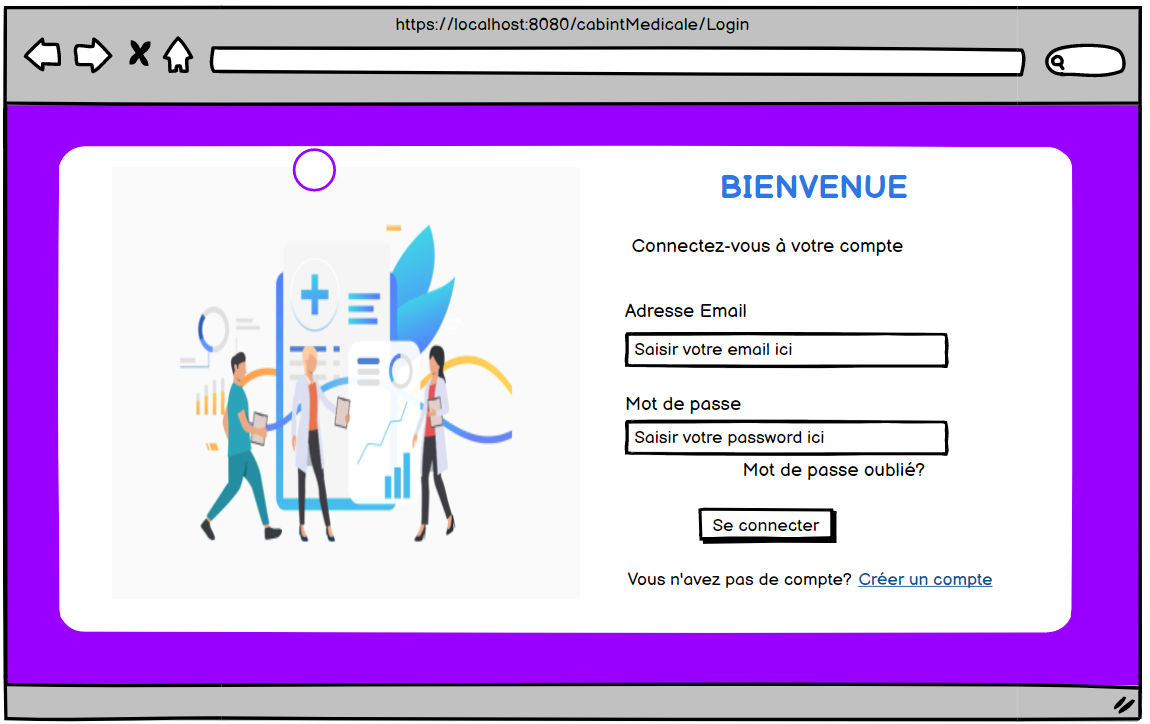 https://localhost:8080/cabintMedicale/Login
BIENVENUE
Connectez-vous à votre compte
Adresse Email
Saisir votre email ici
Mot de passe
Saisir votre password ici
Mot de passe oublié?
Se connecter
Vous n'avez pas de compte? Créer un compte